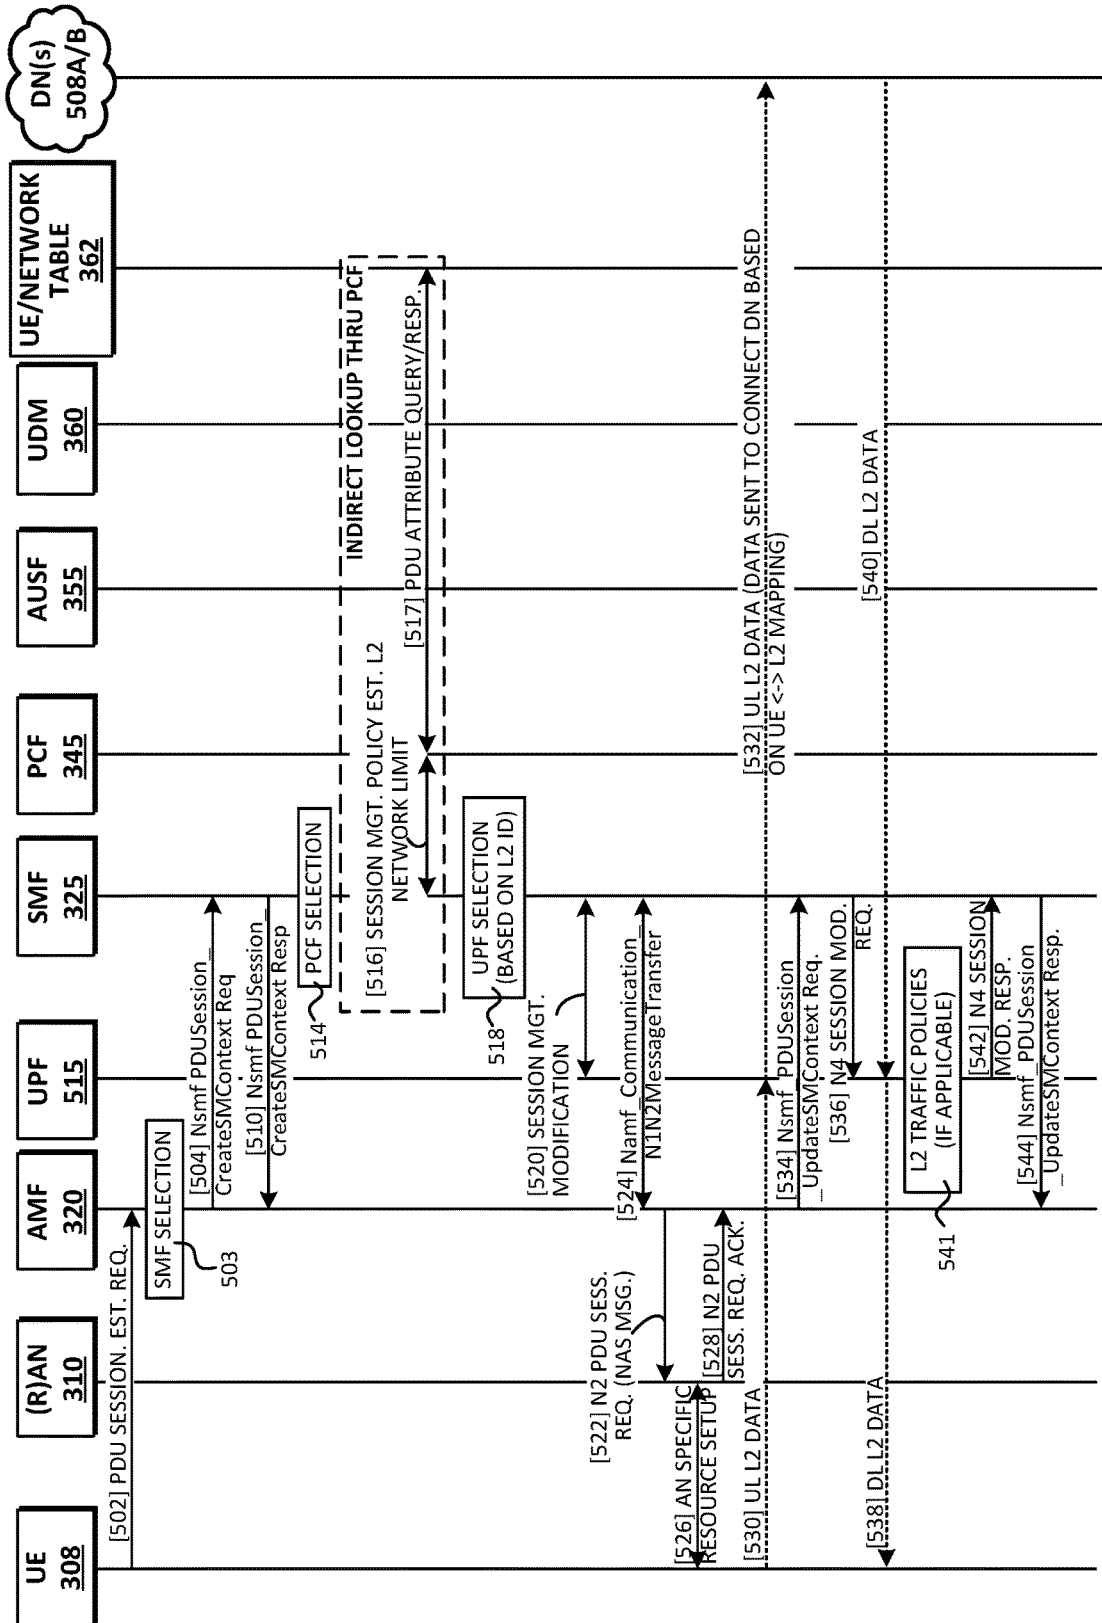 UE
308
(R)AN
310
AMF
320
UPF
515
SMF
325
PCF
345
AUSF
355
UDM
360
UE/NETWORK
TABLE
362
DN(s)
508A/B
[502] PDU SESSION. EST. REQ.
SMF SELECTION
503
[504] Nsmf PDUSession_
CreateSMContext Req
[510] Nsmf PDUSession_
CreateSMContext Resp
PCF SELECTION
514
INDIRECT LOOKUP THRU PCF
[516] SESSION MGT. POLICY EST. L2
NETWORK LIMIT
[517] PDU ATTRIBUTE QUERY/RESP.
UPF SELECTION
(BASED ON L2 ID)
518
[520] SESSION MGT.
MODIFICATION
[524] Namf_Communication_
N1N2MessageTransfer
[522] N2 PDU SESS.
REQ. (NAS MSG.)
[526] AN SPECIFIC
RESOURCE SETUP
[528] N2 PDU
SESS. REQ. ACK.
[530] UL L2 DATA
[532] UL L2 DATA (DATA SENT TO CONNECT DN BASED
ON UE <-> L2 MAPPING)
[534] Nsmf_PDUSession
_UpdateSMContext Req.
[536] N4 SESSION MOD.
REQ.
[538] DL L2 DATA
[540] DL L2 DATA
L2 TRAFFIC POLICIES
(IF APPLICABLE)
541
[542] N4 SESSION
MOD. RESP.
[544] Nsmf_PDUSession
_UpdateSMContext Resp.